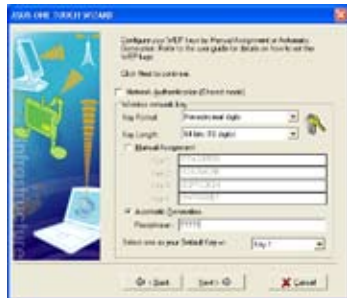 ASUS ONE TOUCH WIZARD
Configure your WEP keys by Manual Assignment or Automatic
Generation. Refer to the user guide for details on how to set the
WEP keys.
Click Next to continue.
Network Authentication (Shared mode)
Wireless network key
Key Format: Hexadecimal digits
Key Length: 64 bits (10 digits)
Manual Assignment
Key 1:
Key 2:
Key 3:
Key 4:
Automatic Generation
Passphrase: 11111
Select one as your Default Key => Key 1
< Back
Next >
Cancel
Infrastructure